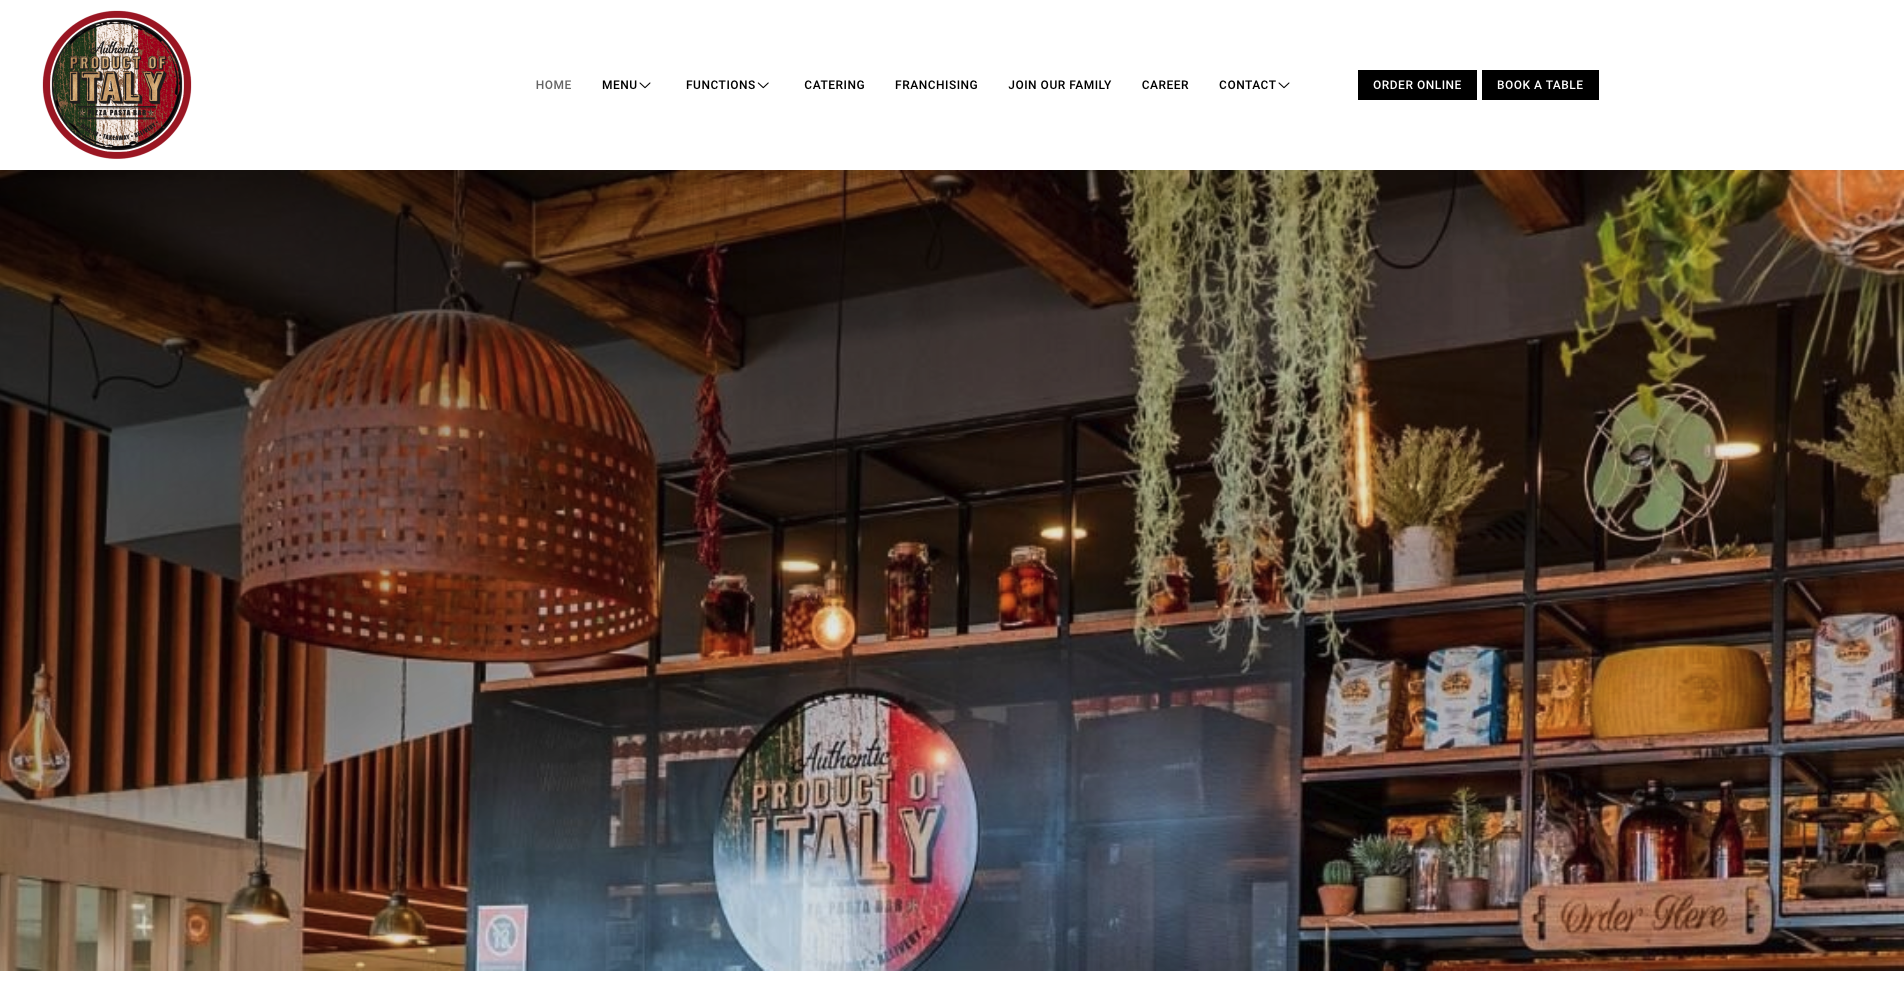 Authentic
PRODUCT OF
ITALY
PIZZA PASTA BAR
HOME
MENU
FUNCTIONS
CATERING
FRANCHISING
JOIN OUR FAMILY
CAREER
CONTACT
ORDER ONLINE
BOOK A TABLE
Authentic
PRODUCT OF
ITALY
PASTA BAR
DELIVERY
Order Here